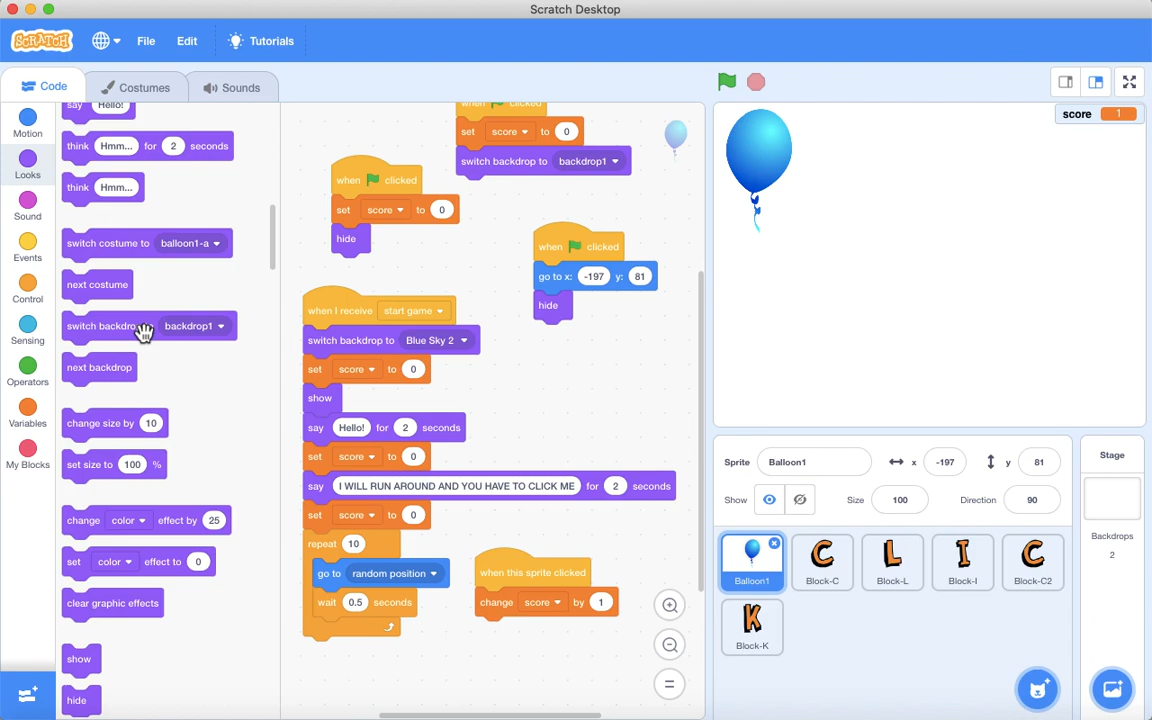 Scratch Desktop
SCRATCH File Edit Tutorials
Code Costumes Sounds
Motion
Looks
Sound
Events
Control
Sensing
Operators
Variables
My Blocks
say Hello!
think Hmm... for 2 seconds
think Hmm...
switch costume to balloon1-a
next costume
switch backdrop backdrop1
next backdrop
change size by 10
set size to 100 %
change color effect by 25
set color effect to 0
clear graphic effects
show
hide
when clicked
set score to 0
switch backdrop to backdrop1
when clicked
set score to 0
hide
when clicked
go to x: -197 y: 81
hide
when I receive start game
switch backdrop to Blue Sky 2
set score to 0
show
say Hello! for 2 seconds
set score to 0
say I WILL RUN AROUND AND YOU HAVE TO CLICK ME for 2 seconds
set score to 0
repeat 10
go to random position
wait 0.5 seconds
when this sprite clicked
change score by 1
score 1
Sprite Balloon1 x -197 y 81
Show Size 100 Direction 90
Balloon1
C Block-C
L Block-L
I Block-I
C Block-C2
K Block-K
Stage
Backdrops
2